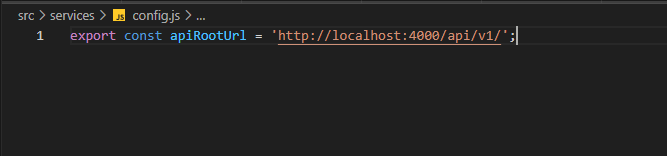 src > services > JS config.js > ...
1 export const apiRootUrl = 'http://localhost:4000/api/v1/';